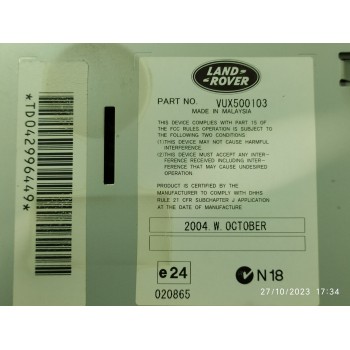 LAND
ROVER
PART NO. VUX500103
MADE IN MALAYSIA
THIS DEVICE COMPLIES WITH PART 15 OF
THE FCC RULES OPERATION IS SUBJECT TO
THE FOLLOWING TWO CONDITIONS
(1)THIS DEVICE MAY NOT CAUSE HARMFUL
INTERFERENCE.
(2)THIS DEVICE MUST ACCEPT ANY INTER-
FERENCE RECEIVED INCLUDING INTER-
FERENCE THAT MAY CAUSE UNDESIRED
OPERATION
PRODUCT IS CERTIFIED BY THE
MANUFACTURER TO COMPLY WITH DHHS
RULE 21 CFR SUBCHAPTER J APPLICATION
AT THE DATE OF MANUFACTURE
2004 W OCTOBER
e24
N18
020865
*TD042996449*
27/10/2023 17:34